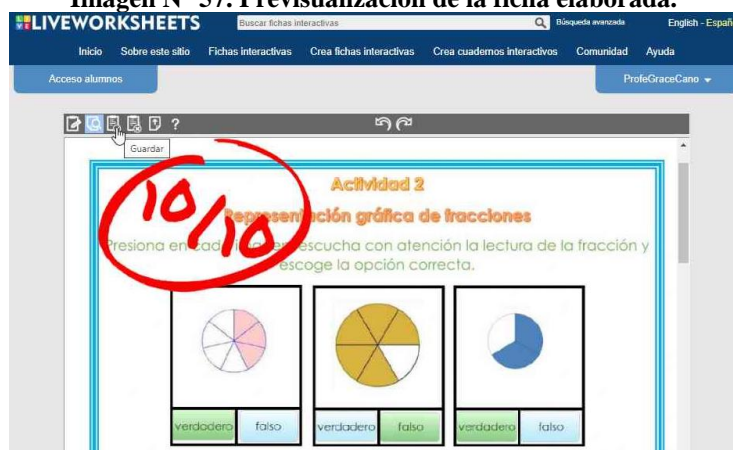 Imagen N° 37. Previsualización de la ficha elaborada.
LIVEWORKSHEETS
Buscar fichas interactivas
Búsqueda avanzada
English - Españ
Inicio Sobre este sitio Fichas interactivas Crea fichas interactivas Crea cuadernos interactivos Comunidad Ayuda
Acceso alumnos
ProfeGraceCano
?
Guardar
10/10
Actividad 2
gráfica de fracciones
Presiona en escucha con atención la lectura de la fracción y
escoge la opción correcta.
verdadero falso verdadero falso verdadero falso